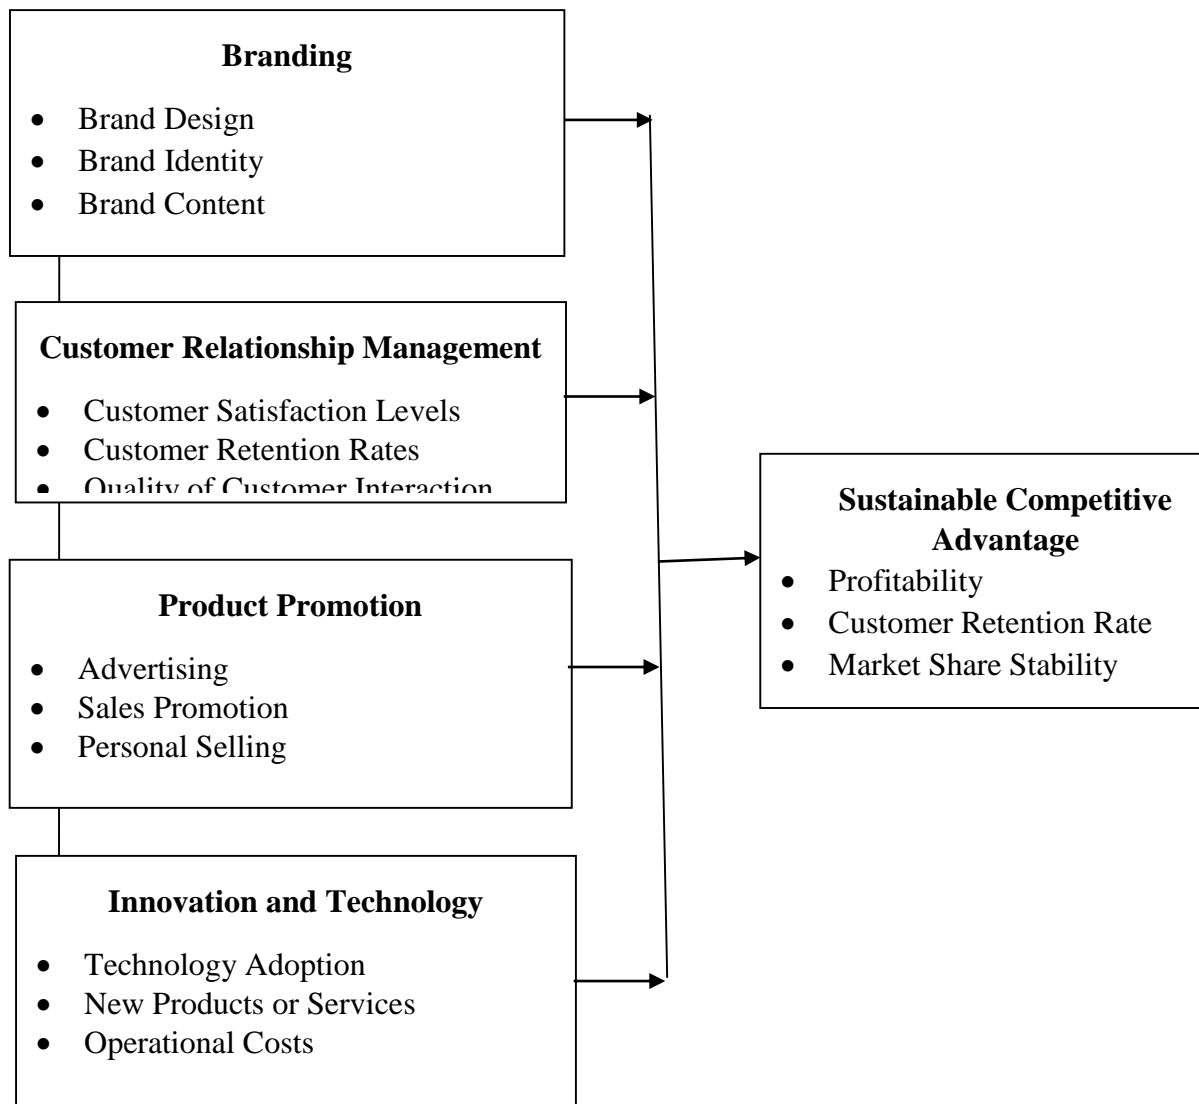 Branding
• Brand Design
• Brand Identity
• Brand Content
Customer Relationship Management
• Customer Satisfaction Levels
• Customer Retention Rates
• Quality of Customer Interaction
Product Promotion
• Advertising
• Sales Promotion
• Personal Selling
Innovation and Technology
• Technology Adoption
• New Products or Services
• Operational Costs
Sustainable Competitive
Advantage
• Profitability
• Customer Retention Rate
• Market Share Stability